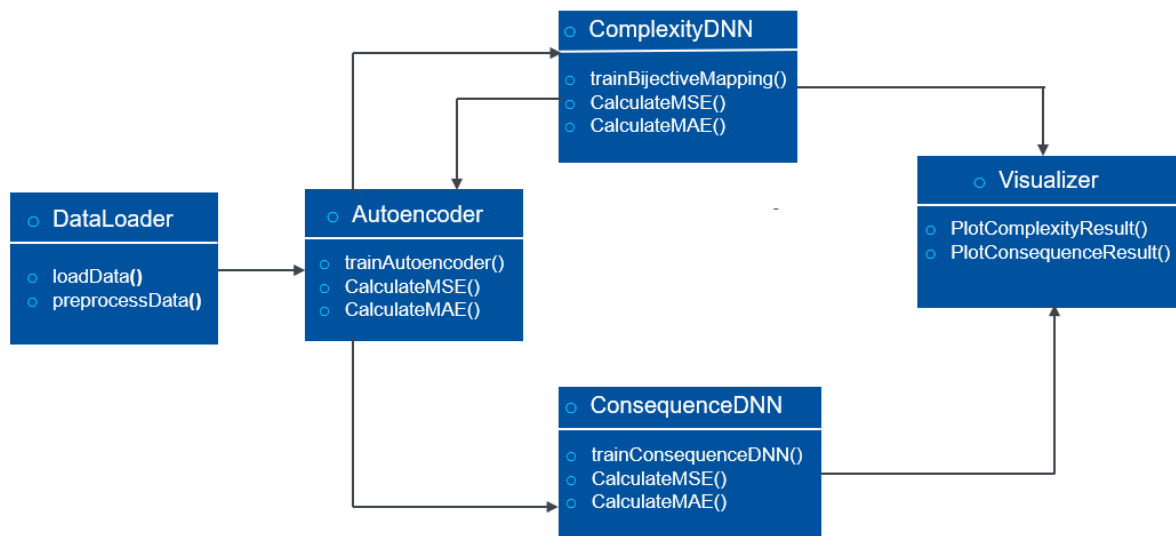 ComplexityDNN
trainBijectiveMapping()
CalculateMSE()
CalculateMAE()
DataLoader
loadData()
preprocessData()
Autoencoder
trainAutoencoder()
CalculateMSE()
CalculateMAE()
Visualizer
PlotComplexityResult()
PlotConsequenceResult()
ConsequenceDNN
trainConsequenceDNN()
CalculateMSE()
CalculateMAE()